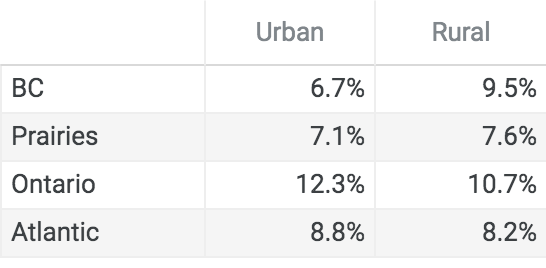 Urban Rural
BC 6.7% 9.5%
Prairies 7.1% 7.6%
Ontario 12.3% 10.7%
Atlantic 8.8% 8.2%